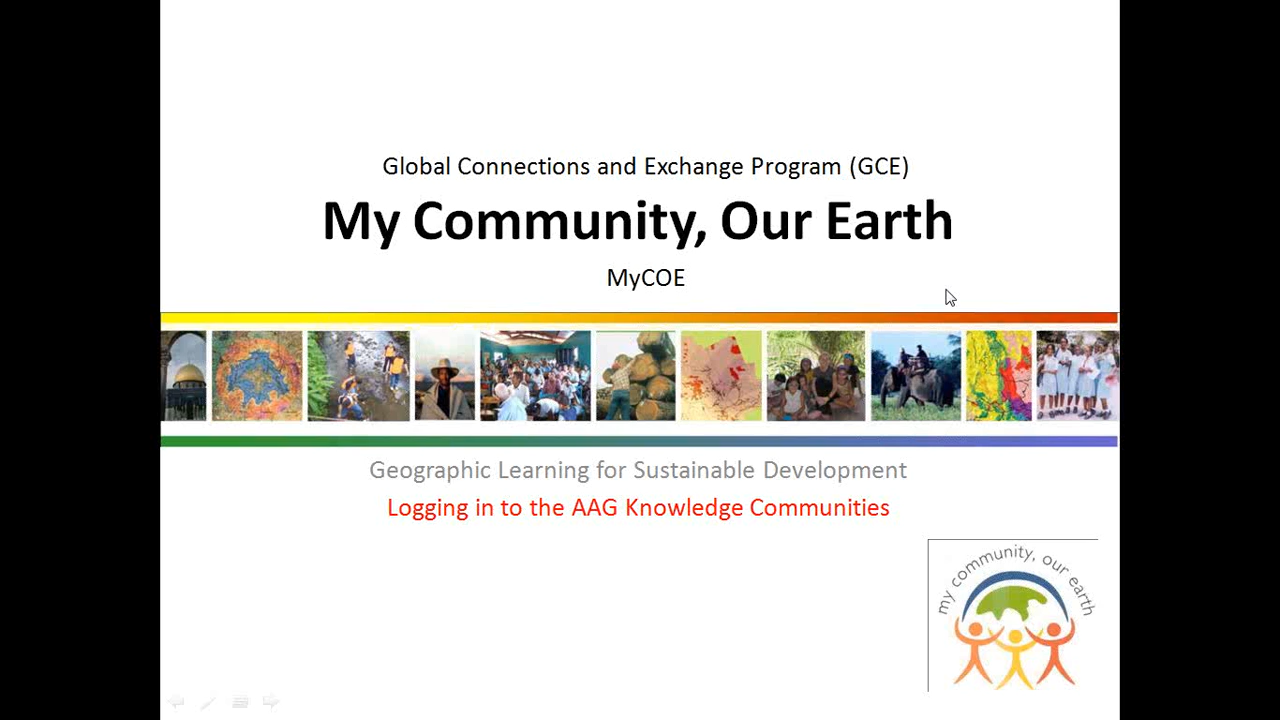 Global Connections and Exchange Program (GCE)
My Community, Our Earth
MyCOE
Geographic Learning for Sustainable Development
Logging in to the AAG Knowledge Communities
my community, our earth